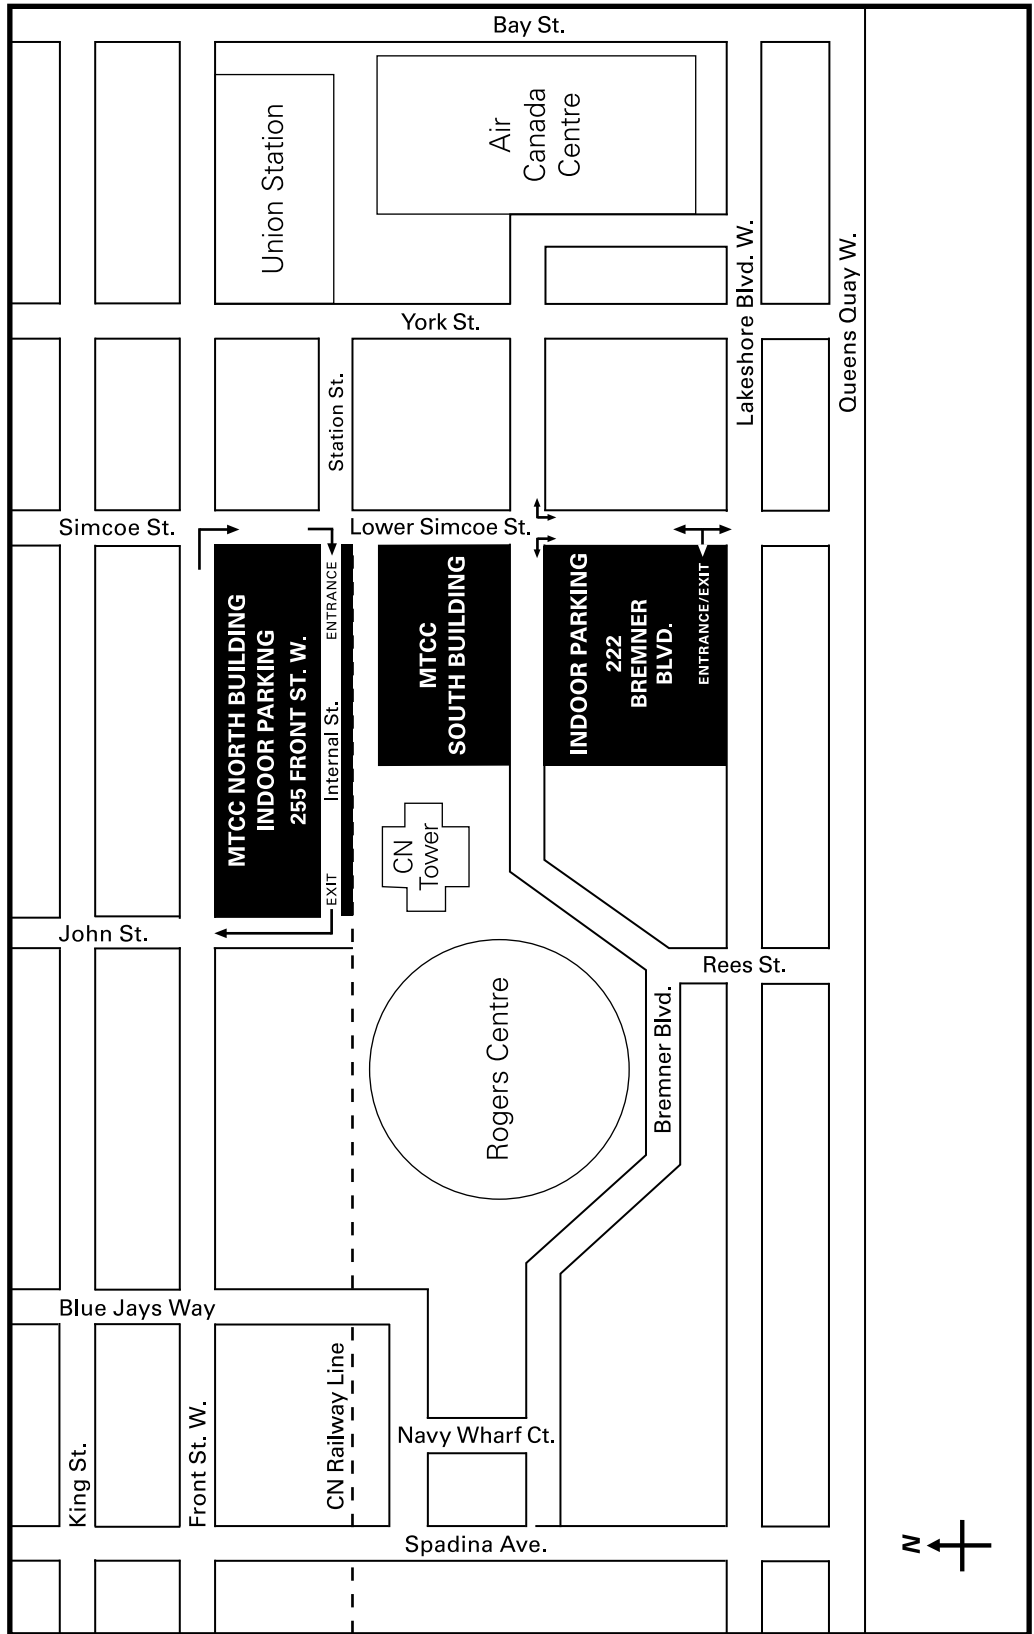 Bay St.
Union Station
Air
Canada
Centre
York St.
Station St.
Lakeshore Blvd. W.
Queens Quay W.
Simcoe St.
Lower Simcoe St.
MTCC NORTH BUILDING
INDOOR PARKING
255 FRONT ST. W.
ENTRANCE
Internal St.
EXIT
MTCC
SOUTH BUILDING
INDOOR PARKING
222
BREMNER
BLVD.
ENTRANCE/EXIT
CN
Tower
John St.
Rees St.
Rogers Centre
Bremner Blvd.
Blue Jays Way
King St.
Front St. W.
CN Railway Line
Navy Wharf Ct.
Spadina Ave.
N